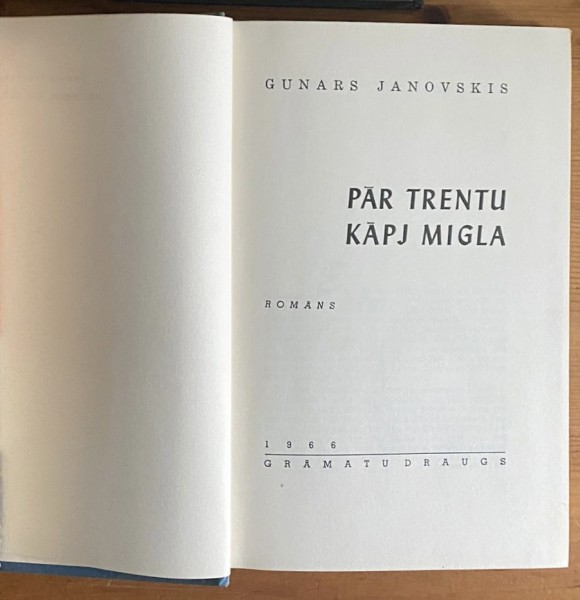 GUNARS JANOVSKIS
PĀR TRENTU
KĀPJ MIGLA
ROMĀNS
1966
GRĀMATU DRAUGS